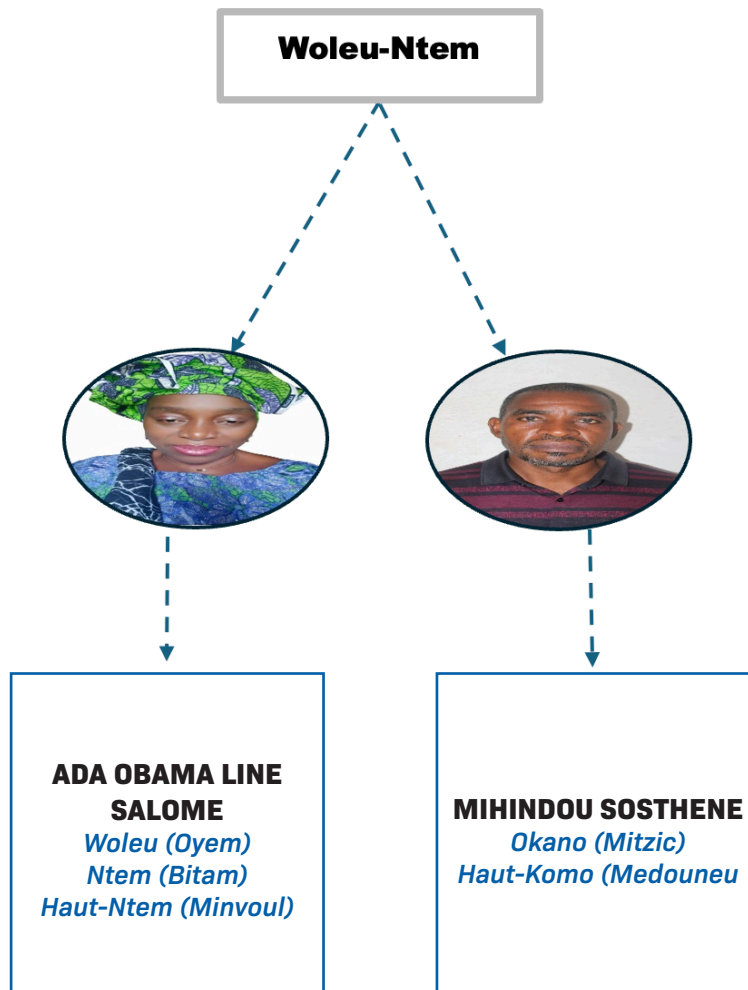 Woleu-Ntem
ADA OBAMA LINE
SALOME
Woleu (Oyem)
Ntem (Bitam)
Haut-Ntem (Minvoul)
MIHINDOU SOSTHENE
Okano (Mitzic)
Haut-Komo (Medouneu